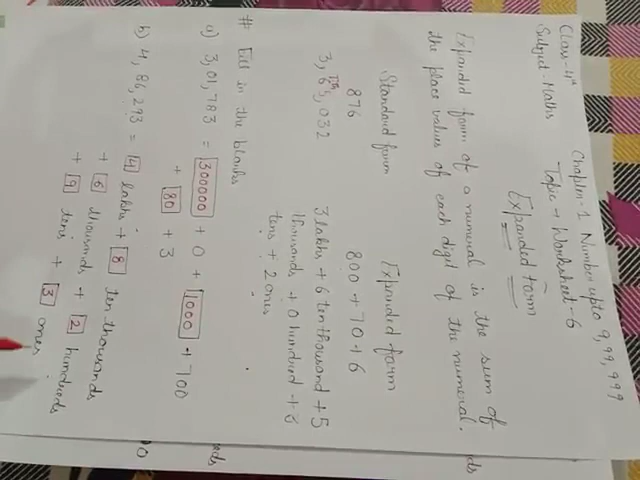 Class-4th Chapter-1 Number upto 9,99,999
Subject-Maths Topic → Worksheet-6
Expanded form
Expanded form of a numeral is the sum of
the place values of each digit of the numeral.
Standard form Expanded form
876 800 + 70 + 6
3,65,032 3 lakhs + 6 ten thousand + 5
thousands + 0 hundred + 3
tens + 2 ones
# Fill in the blanks
a) 3,01,783 = 300000 + 0 + 1000 + 700
+ 80 + 3
b) 4,86,293 = 4 lakhs + 8 ten thousands
+ 6 thousands + 2 hundreds
+ 9 tens + 3 ones